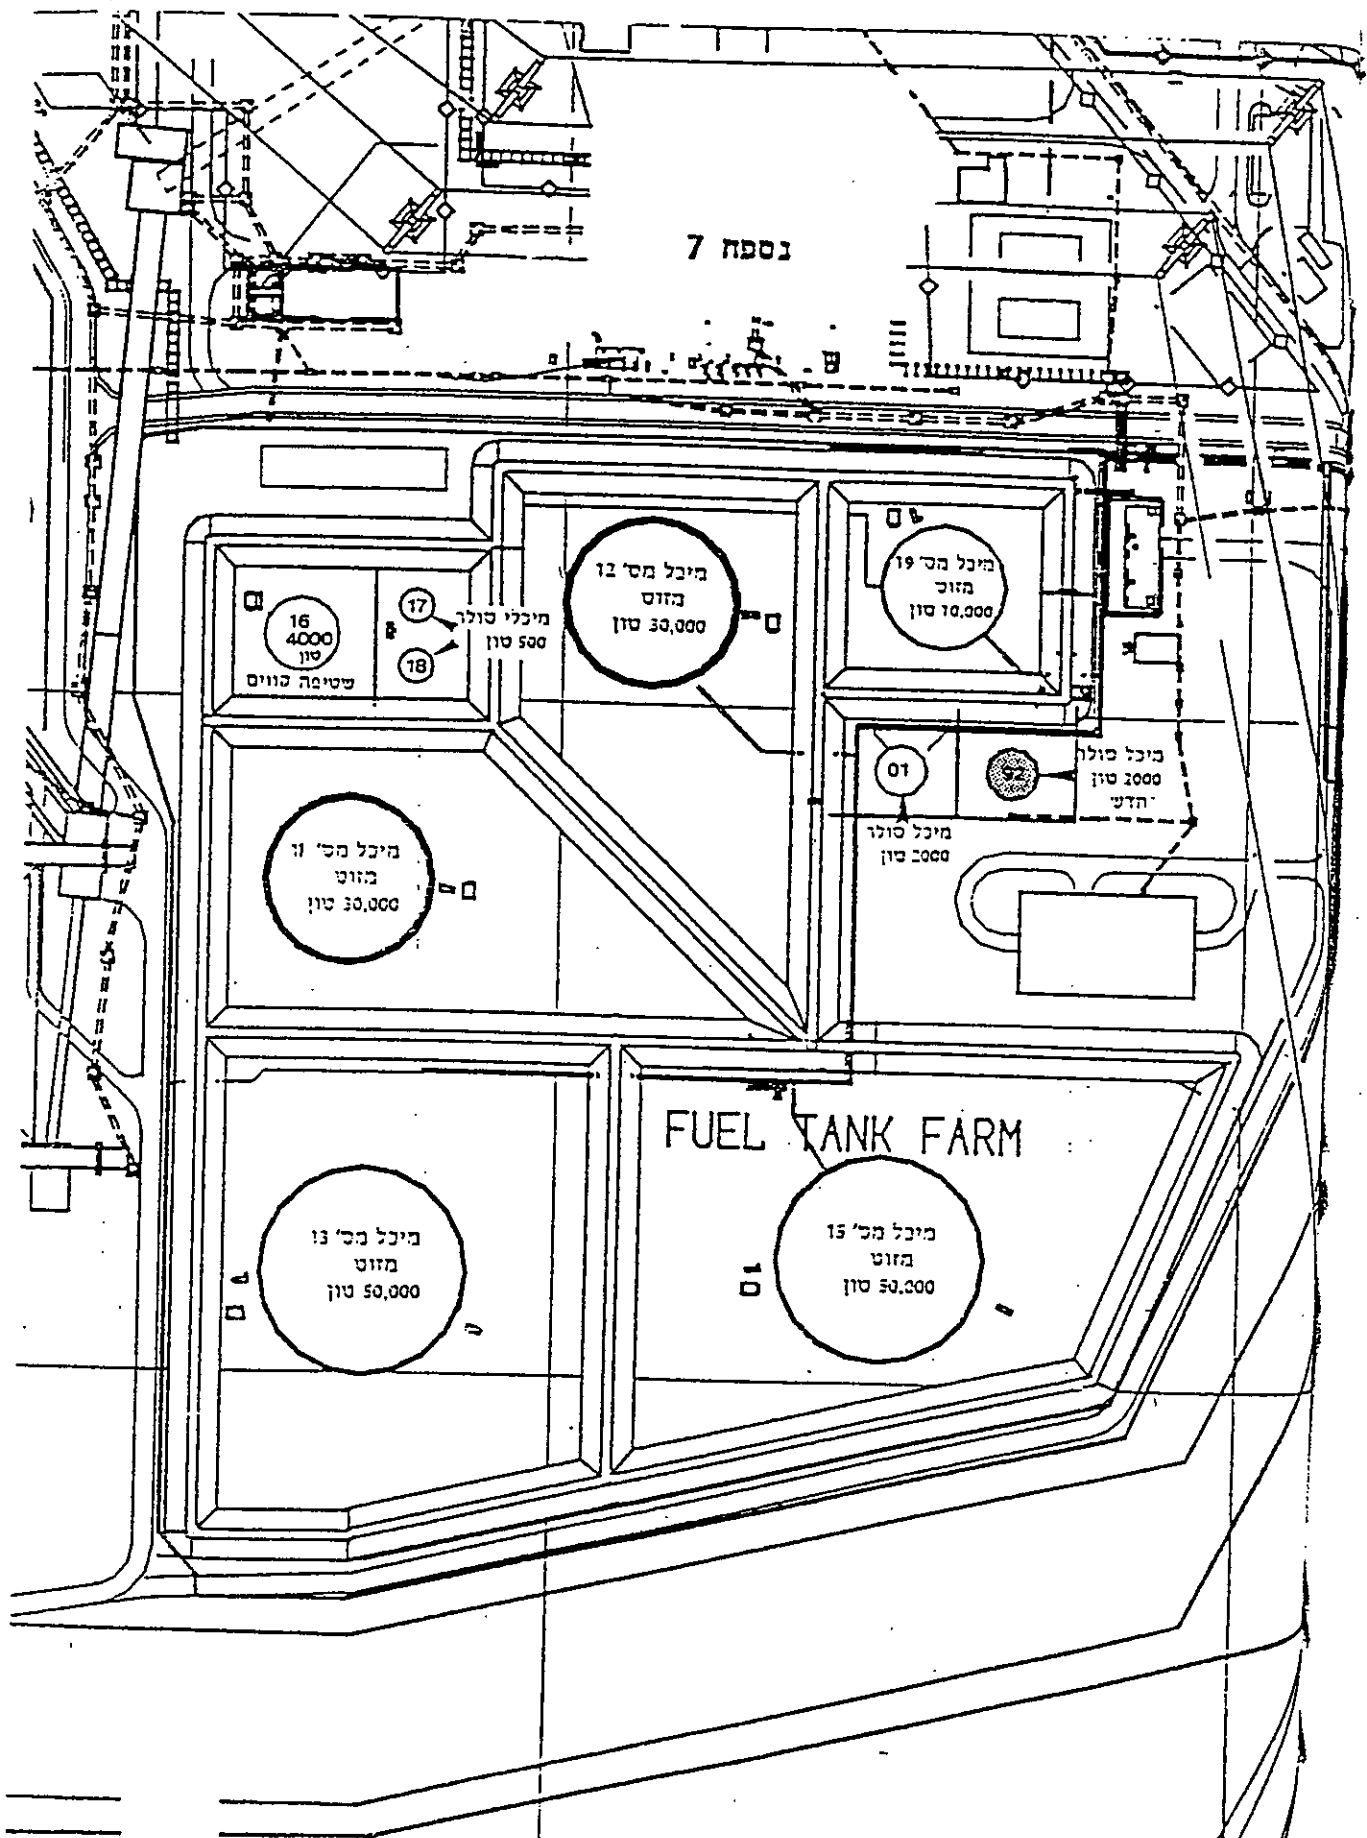 נספח 7
מיכל מס' 12
מזוט
30,000 טון
מיכל מס' 19
מזוט
10,000 טון
16
4000
טון
שטיפה קווים
17
18
מיכלי סולר
500 טון
01
מיכל סולר
2000 טון
מיכל סולר
2000 טון
חדש
מיכל מס' 11
מזוט
30,000 טון
FUEL TANK FARM
מיכל מס' 13
מזוט
50,000 טון
מיכל מס' 15
מזוט
50,000 טון